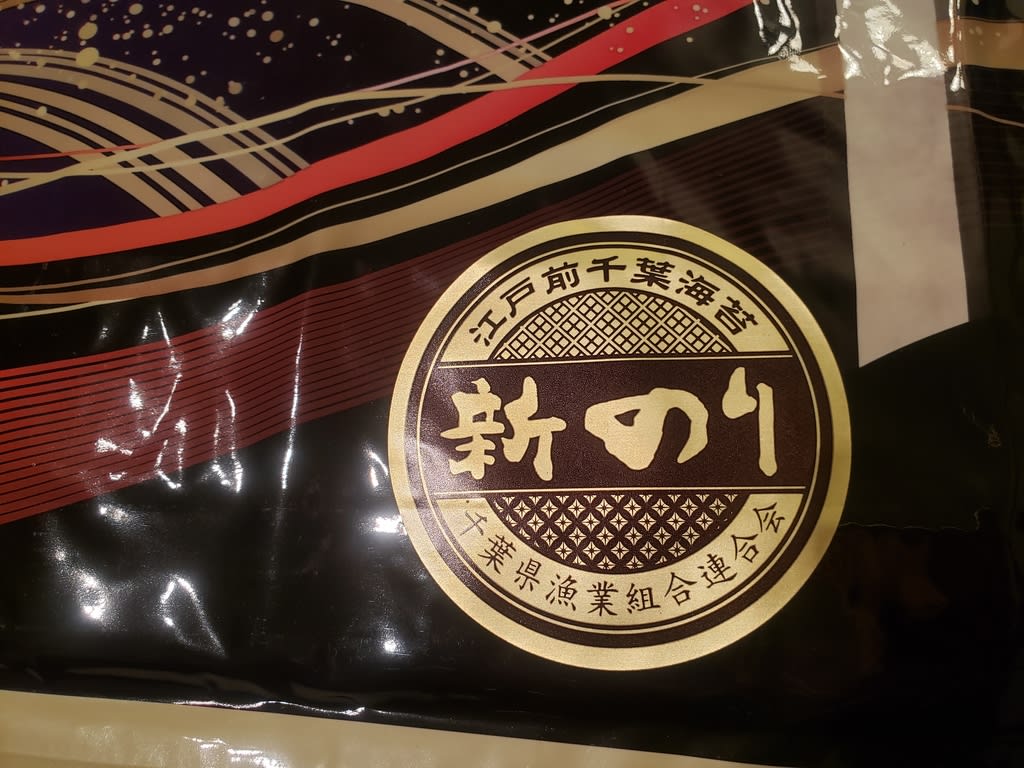 江戸前千葉海苔
新のり
千葉県漁業組合連合会